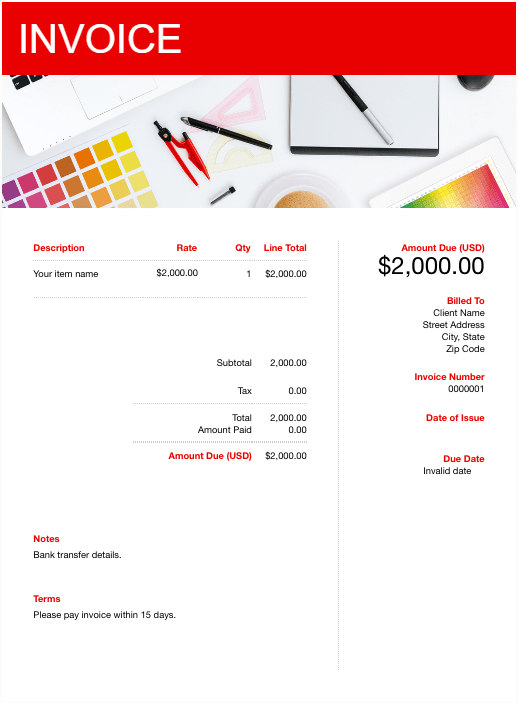 INVOICE
Description Rate Qty Line Total
Your item name $2,000.00 1 $2,000.00
Subtotal 2,000.00
Tax 0.00
Total 2,000.00
Amount Paid 0.00
Amount Due (USD) $2,000.00
Notes
Bank transfer details.
Terms
Please pay invoice within 15 days.
Amount Due (USD)
$2,000.00
Billed To
Client Name
Street Address
City, State
Zip Code
Invoice Number
0000001
Date of Issue
Due Date
Invalid date